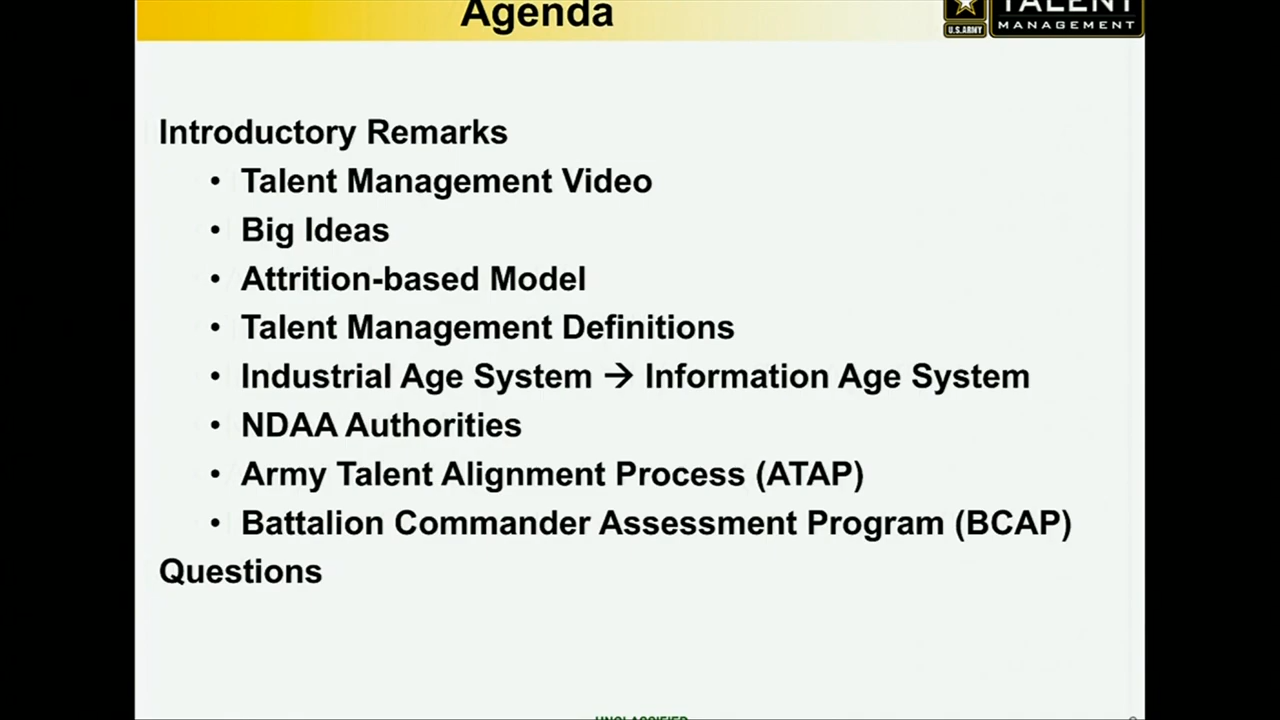 Agenda
U.S.ARMY
TALENT
MANAGEMENT
Introductory Remarks
• Talent Management Video
• Big Ideas
• Attrition-based Model
• Talent Management Definitions
• Industrial Age System → Information Age System
• NDAA Authorities
• Army Talent Alignment Process (ATAP)
• Battalion Commander Assessment Program (BCAP)
Questions
UNCLASSIFIED